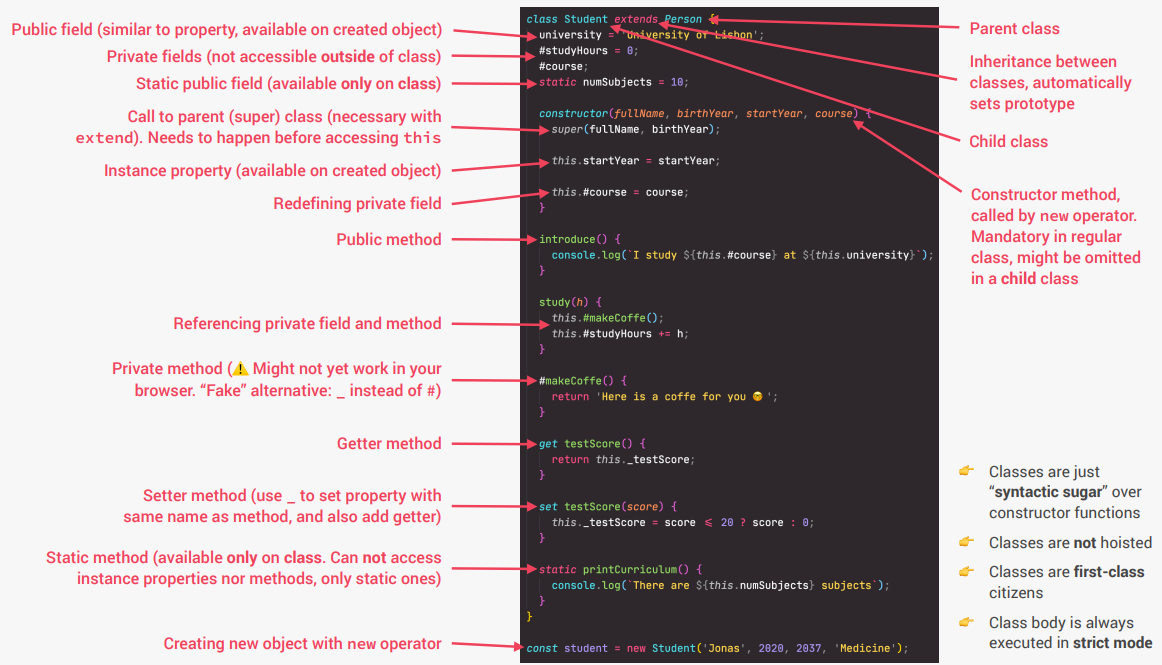 Public field (similar to property, available on created object)
Private fields (not accessible outside of class)
Static public field (available only on class)
Call to parent (super) class (necessary with
extend). Needs to happen before accessing this
Instance property (available on created object)
Redefining private field
Public method
Referencing private field and method
Private method (⚠️ Might not yet work in your
browser. “Fake” alternative: _ instead of #)
Getter method
Setter method (use _ to set property with
same name as method, and also add getter)
Static method (available only on class. Can not access
instance properties nor methods, only static ones)
Creating new object with new operator
class Student extends Person {
university = 'University of Lisbon';
#studyHours = 0;
#course;
static numSubjects = 10;
constructor(fullName, birthYear, startYear, course) {
super(fullName, birthYear);
this.startYear = startYear;
this.#course = course;
}
introduce() {
console.log(`I study ${this.#course} at ${this.university}`);
}
study(h) {
this.#makeCoffe();
this.#studyHours += h;
}
#makeCoffe() {
return 'Here is a coffe for you 🤓';
}
get testScore() {
return this._testScore;
}
set testScore(score) {
this._testScore = score ≤ 20 ? score : 0;
}
static printCurriculum() {
console.log(`There are ${this.numSubjects} subjects`);
}
}
const student = new Student('Jonas', 2020, 2037, 'Medicine');
Parent class
Inheritance between
classes, automatically
sets prototype
Child class
Constructor method,
called by new operator.
Mandatory in regular
class, might be omitted
in a child class
👉 Classes are just
“syntactic sugar” over
constructor functions
👉 Classes are not hoisted
👉 Classes are first-class
citizens
👉 Class body is always
executed in strict mode